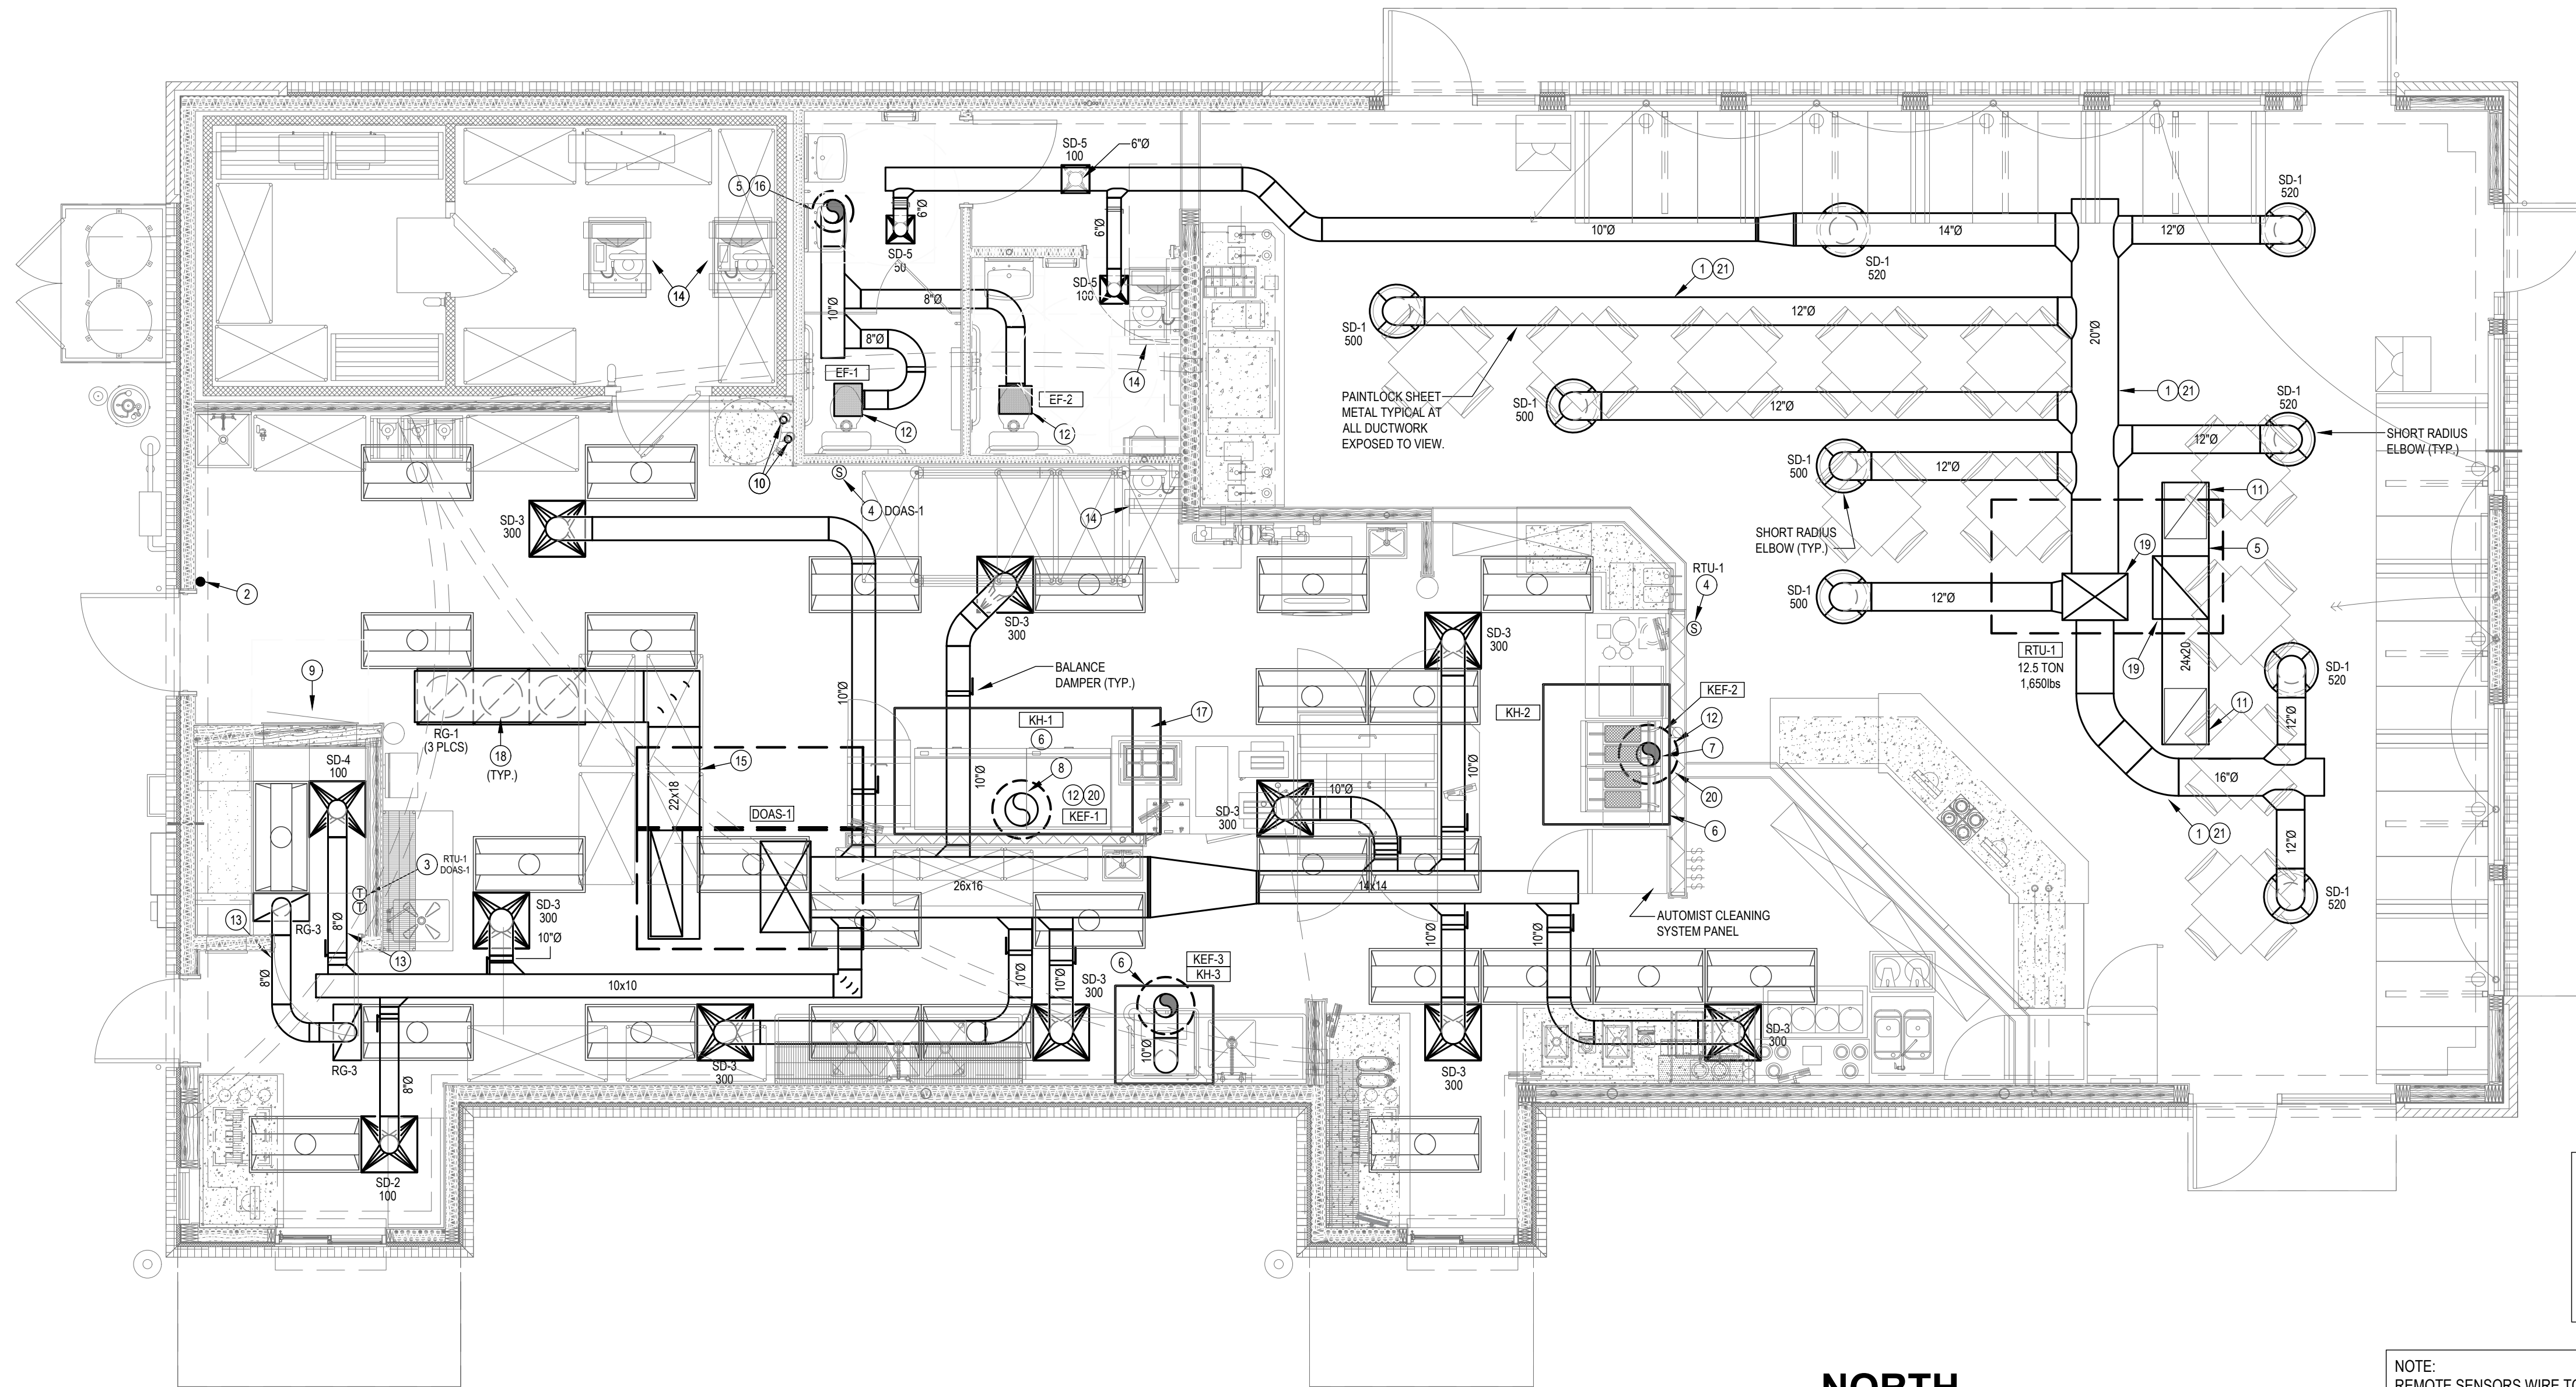 SD-5
100
6"Ø
5
16
6"Ø
SD-5
50
6"Ø
SD-5
100
10"Ø
8"Ø
8"Ø
EF-1
EF-2
12
12
14
14
14
10
4
DOAS-1
S
10"Ø
SD-1
520
14"Ø
12"Ø
SD-1
520
1
21
12"Ø
SD-1
500
20"Ø
PAINTLOCK SHEET
METAL TYPICAL AT
ALL DUCTWORK
EXPOSED TO VIEW.
SD-1
500
12"Ø
1
21
SD-1
520
12"Ø
SHORT RADIUS
ELBOW (TYP.)
SD-1
500
12"Ø
SHORT RADIUS
ELBOW (TYP.)
11
5
19
SD-1
500
12"Ø
RTU-1
12.5 TON
1,650lbs
19
24x20
11
SD-1
520
12"Ø
16"Ø
12"Ø
SD-1
520
1
21
SD-3
300
SD-3
300
2
9
10"Ø
BALANCE
DAMPER (TYP.)
10"Ø
RG-1
(3 PLCS)
18
(TYP.)
15
22x18
DOAS-1
KH-1
6
17
8
12
20
KEF-1
RTU-1
4
S
SD-3
300
10"Ø
KH-2
KEF-2
12
7
20
6
SD-3
300
10"Ø
SD-4
100
3
RTU-1
DOAS-1
T
T
8"Ø
13
RG-3
13
8"Ø
SD-3
300
10"Ø
26x16
14x14
AUTOMIST CLEANING
SYSTEM PANEL
10x10
10"Ø
10"Ø
SD-3
300
6
KEF-3
KH-3
10"Ø
10"Ø
10"Ø
SD-3
300
SD-3
300
SD-3
300
RG-3
8"Ø
SD-2
100
NORTH
NOTE: